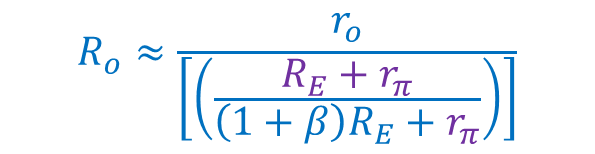 R_o ≈ r_o / [((R_E + r_π) / ((1 + β)R_E + r_π))]